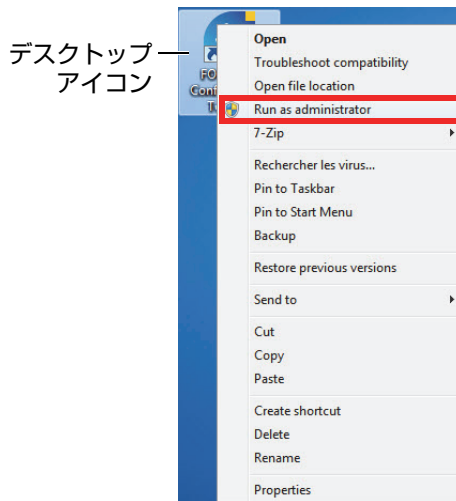 デスクトップ
アイコン
FO
Conf
T
Open
Troubleshoot compatibility
Open file location
Run as administrator
7-Zip
Rechercher les virus...
Pin to Taskbar
Pin to Start Menu
Backup
Restore previous versions
Send to
Cut
Copy
Paste
Create shortcut
Delete
Rename
Properties